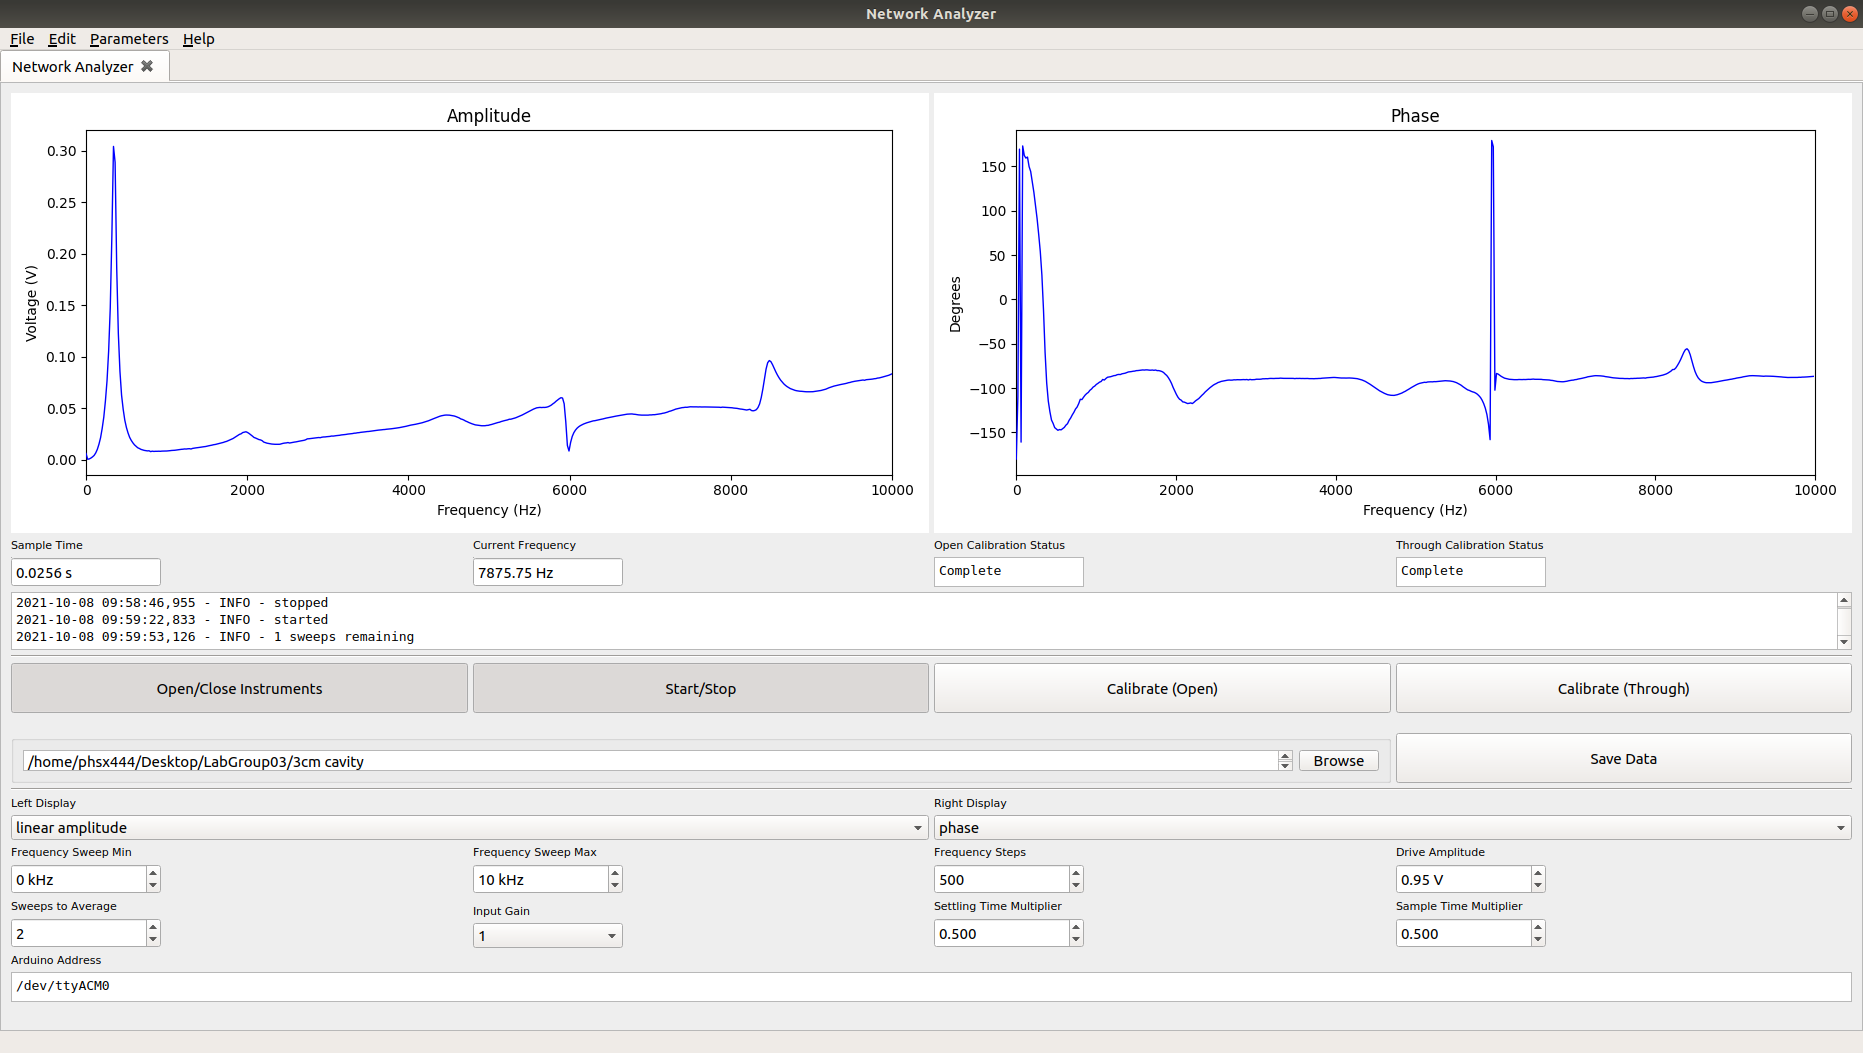 Network Analyzer
File Edit Parameters Help
Network Analyzer
Amplitude
Voltage (V)
0.30
0.25
0.20
0.15
0.10
0.05
0.00
0 2000 4000 6000 8000 10000
Frequency (Hz)
Phase
Degrees
150
100
50
0
−50
−100
−150
0 2000 4000 6000 8000 10000
Frequency (Hz)
Sample Time Current Frequency Open Calibration Status Through Calibration Status
0.0256 s 7875.75 Hz Complete Complete
2021-10-08 09:58:46,955 - INFO - stopped
2021-10-08 09:59:22,833 - INFO - started
2021-10-08 09:59:53,126 - INFO - 1 sweeps remaining
Open/Close Instruments Start/Stop Calibrate (Open) Calibrate (Through)
/home/phsx444/Desktop/LabGroup03/3cm cavity Browse Save Data
Left Display Right Display
linear amplitude phase
Frequency Sweep Min Frequency Sweep Max Frequency Steps Drive Amplitude
0 kHz 10 kHz 500 0.95 V
Sweeps to Average Input Gain Settling Time Multiplier Sample Time Multiplier
2 1 0.500 0.500
Arduino Address
/dev/ttyACM0